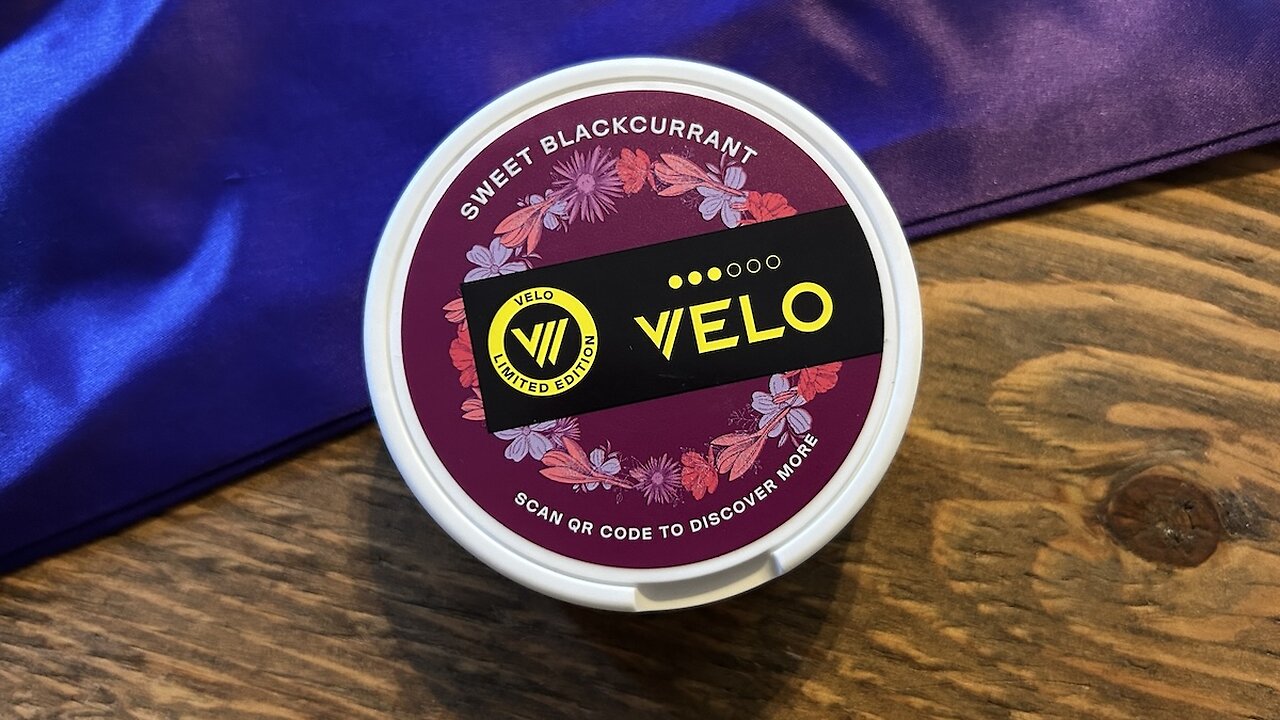 SWEET BLACKCURRANT
VELO
LIMITED EDITION
VELO
SCAN QR CODE TO DISCOVER MORE